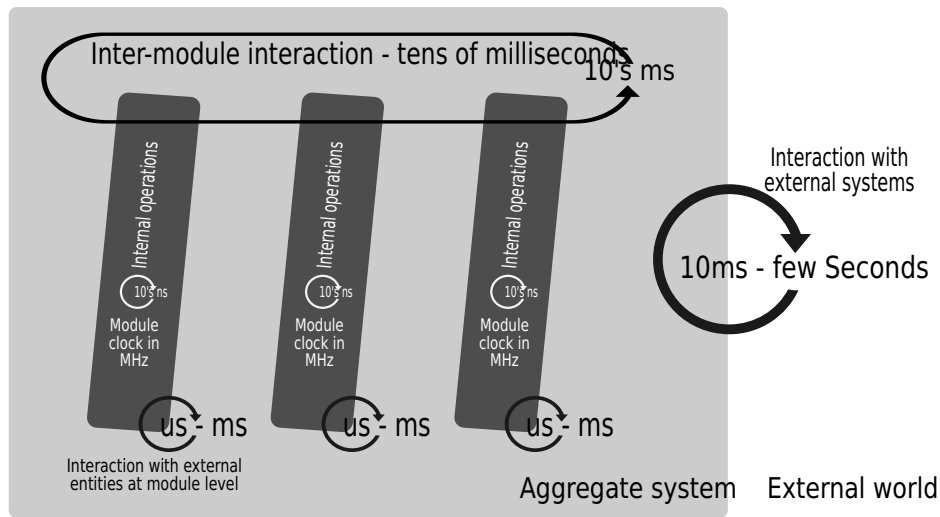 Inter-module interaction - tens of milliseconds
10's ms
Internal operations
10's ns
Module
clock in
MHz
us - ms
Interaction with external
entities at module level
Internal operations
10's ns
Module
clock in
MHz
us - ms
Internal operations
10's ns
Module
clock in
MHz
us - ms
Interaction with
external systems
10ms - few Seconds
Aggregate system
External world